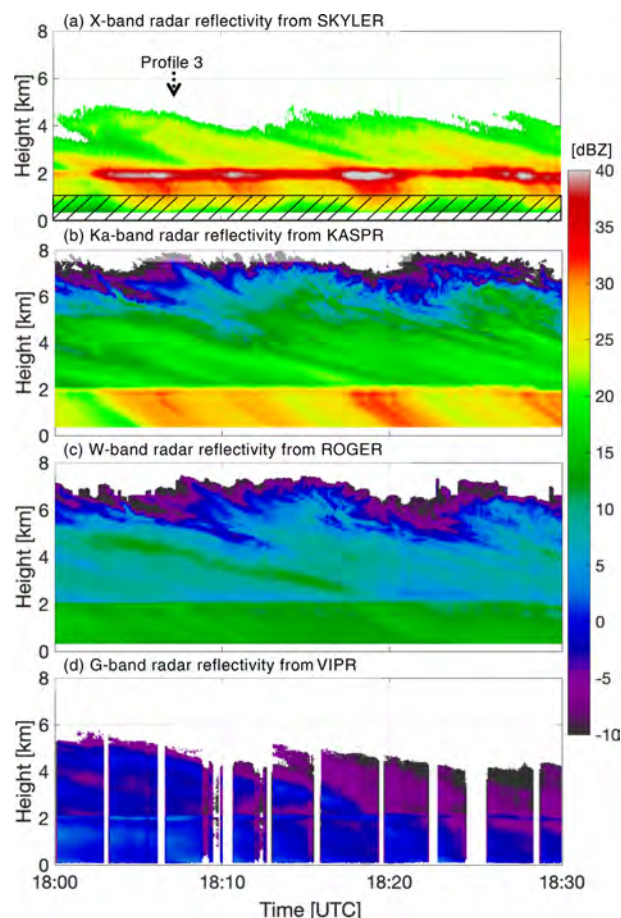 (a) X-band radar reflectivity from SKYLER
8
Profile 3
6
Height [km]
4
2
0
[dBZ]
40
35
30
25
20
15
10
5
0
-5
-10
(b) Ka-band radar reflectivity from KASPR
8
6
Height [km]
4
2
0
(c) W-band radar reflectivity from ROGER
8
6
Height [km]
4
2
0
(d) G-band radar reflectivity from VIPR
8
6
Height [km]
4
2
0
18:00 18:10 18:20 18:30
Time [UTC]